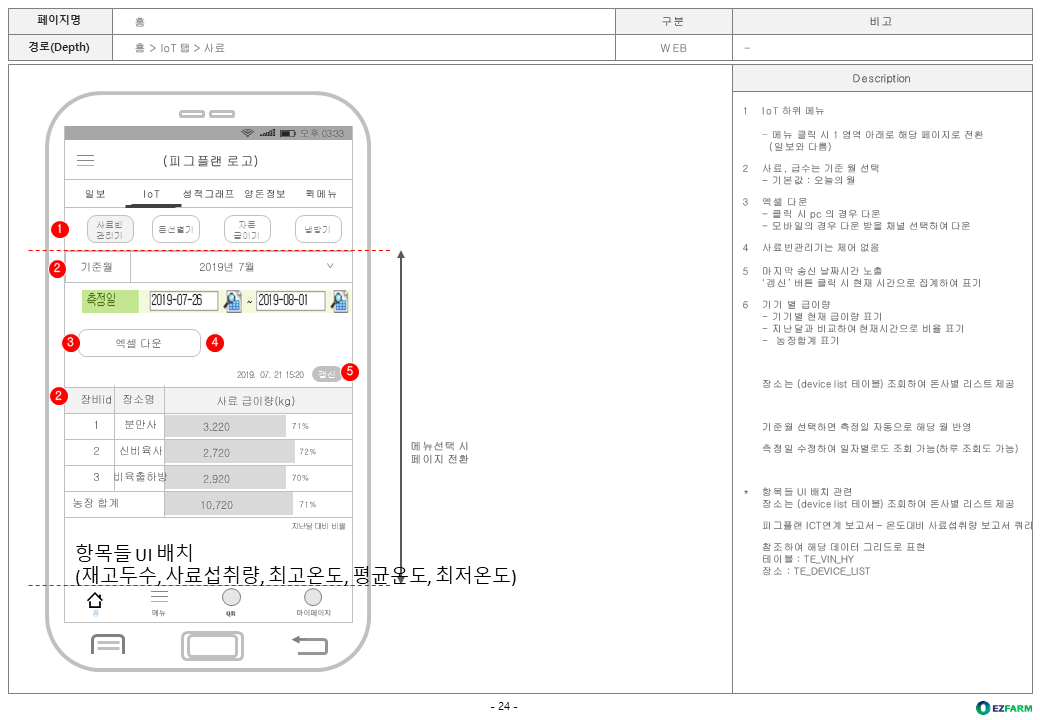 페이지명
홈
구분
비고
경로(Depth)
홈 > IoT 탭 > 사료
WEB
-
Description
오후 03:33
(피그플랜 로고)
일보
IoT
성적그래프
양돈정보
퀵메뉴
1
사료빈
관리기
돈선별기
자동
급이기
냉방기
2
기준월
2019년 7월
측정일
2019-07-26
~
2019-08-01
3
엑셀 다운
4
2019. 07. 21 15:20
갱신
5
2
장비id
장소명
사료 급이량(kg)
1
분만사
3,220
71%
2
신비육사
2,720
72%
3
비육출하방
2,920
70%
농장 합계
10,720
71%
지난달 대비 비율
항목들 UI 배치
(재고두수, 사료섭취량, 최고온도, 평균온도, 최저온도)
홈
메뉴
QR
마이페이지
메뉴선택 시
페이지 전환
1 IoT 하위 메뉴
- 메뉴 클릭 시 1 영역 아래로 해당 페이지로 전환
(일보와 다름)
2 사료, 급수는 기준 월 선택
- 기본값 : 오늘의 월
3 엑셀 다운
- 클릭 시 pc 의 경우 다운
- 모바일의 경우 다운 받을 채널 선택하여 다운
4 사료빈관리기는 제어 없음
5 마지막 송신 날짜시간 노출
‘갱신’ 버튼 클릭 시 현재 시간으로 집계하여 표기
6 기기 별 급이량
- 기기별 현재 급이량 표기
- 지난달과 비교하여 현재시간으로 비율 표기
- 농장합계 표기
장소는 (device list 테이블) 조회하여 돈사별 리스트 제공
기준월 선택하면 측정일 자동으로 해당 월 반영
측정일 수정하여 일자별로도 조회 가능(하루 조회도 가능)
* 항목들 UI 배치 관련
장소는 (device list 테이블) 조회하여 돈사별 리스트 제공
피그플랜 ICT연계 보고서 – 온도대비 사료섭취량 보고서 쿼리
참조하여 해당 데이터 그리드로 표현
테이블 : TE_VIN_HY
장소 : TE_DEVICE_LIST
- 24 -
EZFARM